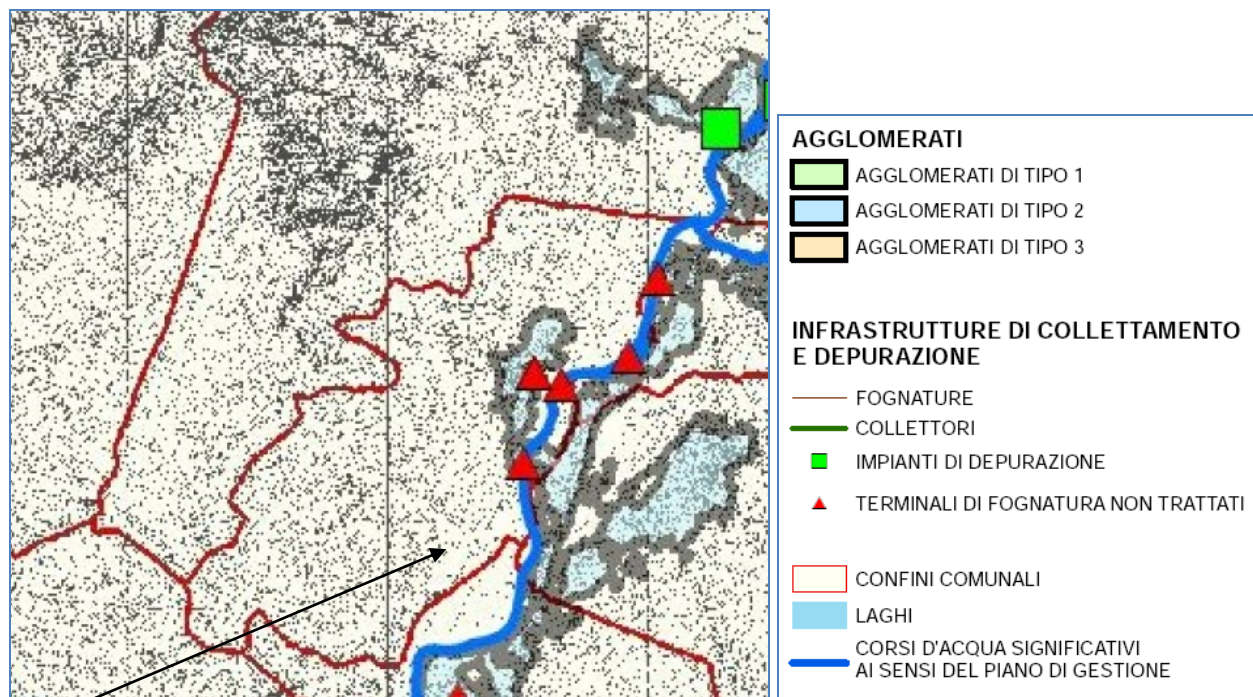 AGGLOMERATI
AGGLOMERATI DI TIPO 1
AGGLOMERATI DI TIPO 2
AGGLOMERATI DI TIPO 3
INFRASTRUTTURE DI COLLETTAMENTO
E DEPURAZIONE
FOGNATURE
COLLETTORI
IMPIANTI DI DEPURAZIONE
TERMINALI DI FOGNATURA NON TRATTATI
CONFINI COMUNALI
LAGHI
CORSI D'ACQUA SIGNIFICATIVI
AI SENSI DEL PIANO DI GESTIONE